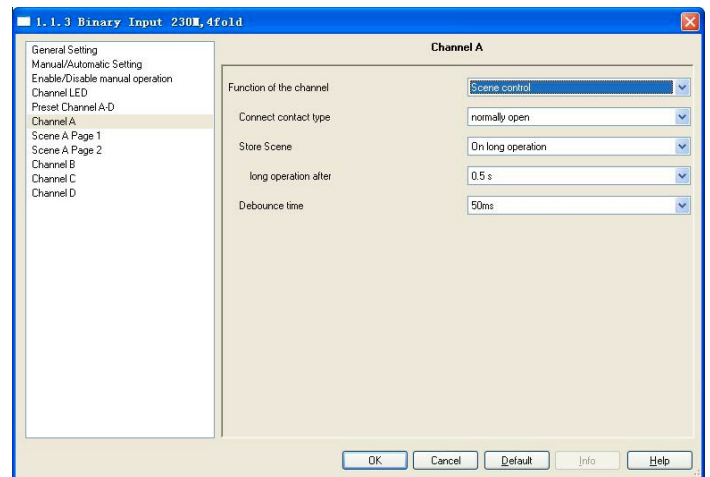 1.1.3 Binary Input 230M,4fold
General Setting
Manual/Automatic Setting
Enable/Disable manual operation
Channel LED
Preset Channel A-D
Channel A
Scene A Page 1
Scene A Page 2
Channel B
Channel C
Channel D
Channel A
Function of the channel
Scene control
Connect contact type
normally open
Store Scene
On long operation
long operation after
0.5 s
Debounce time
50ms
OK
Cancel
Default
Info
Help